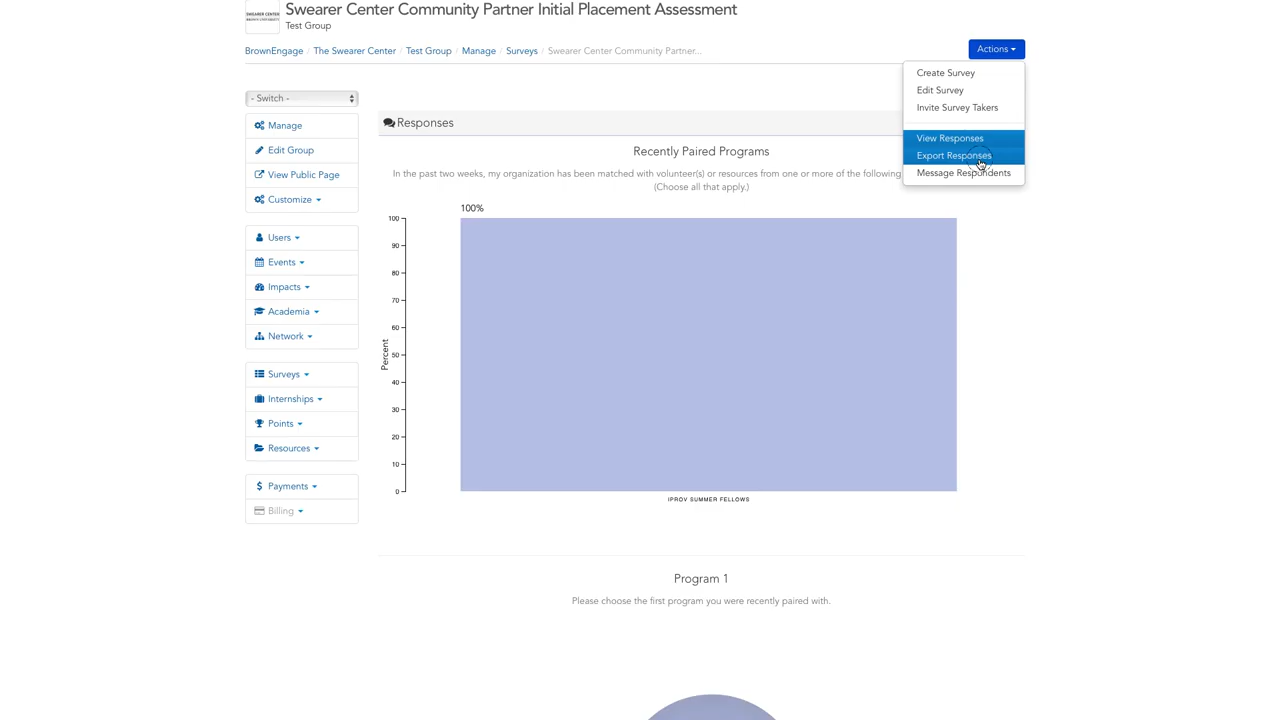 SWEARER CENTER
Swearer Center Community Partner Initial Placement Assessment
Test Group
BrownEngage / The Swearer Center / Test Group / Manage / Surveys / Swearer Center Community Partner...
Actions
Create Survey
Edit Survey
Invite Survey Takers
View Responses
Export Responses
Message Respondents
- Switch -
Manage
Edit Group
View Public Page
Customize
Users
Events
Impacts
Academia
Network
Surveys
Internships
Points
Resources
Payments
Billing
Responses
Recently Paired Programs
In the past two weeks, my organization has been matched with volunteer(s) or resources from one or more of the following
(Choose all that apply.)
100%
100
90
80
70
60
50
40
30
20
10
0
Percent
IPROV SUMMER FELLOWS
Program 1
Please choose the first program you were recently paired with.